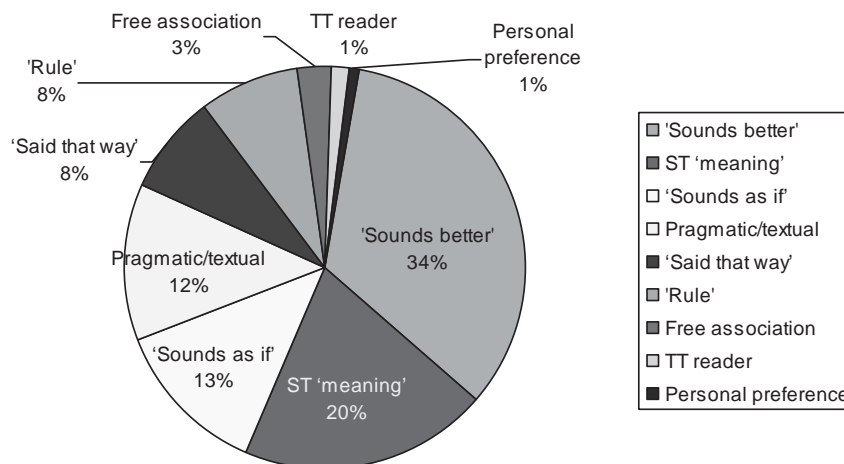 Free association
3%
TT reader
1%
Personal
preference
1%
'Rule'
8%
‘Said that way’
8%
'Sounds better'
34%
Pragmatic/textual
12%
‘Sounds as if’
13%
ST ‘meaning’
20%
'Sounds better'
ST ‘meaning’
‘Sounds as if’
Pragmatic/textual
‘Said that way’
'Rule'
Free association
TT reader
Personal preference